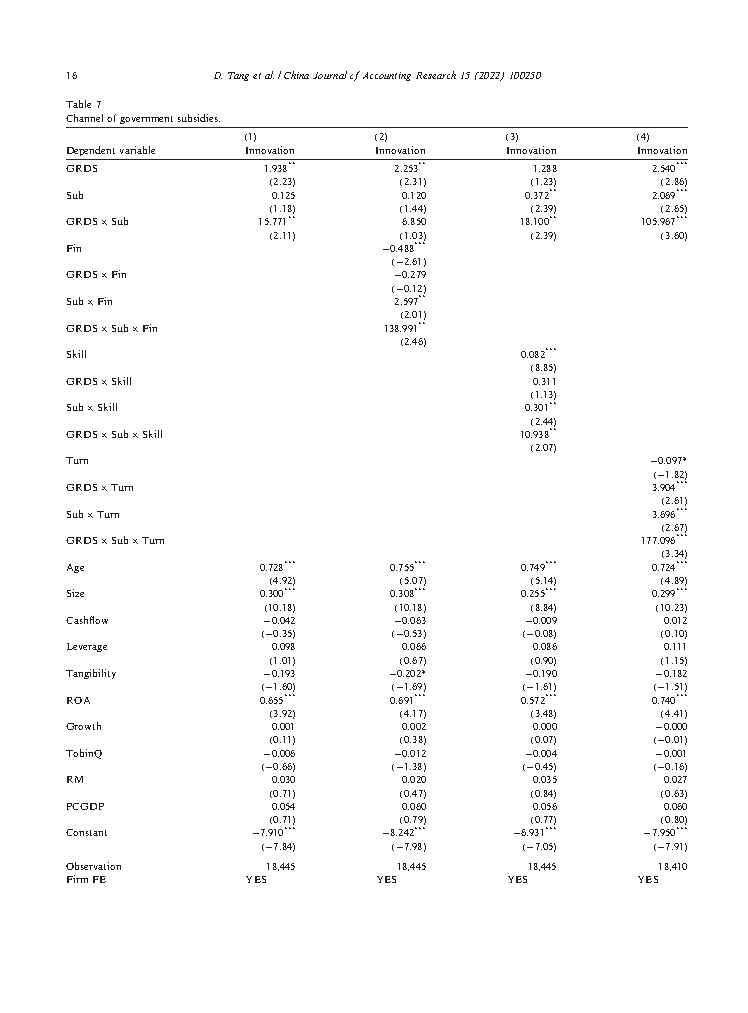 16 D. Tang et al. / China Journal of Accounting Research 15 (2022) 100250
Table 7
Channel of government subsidies.
(1) (2) (3) (4)
Dependent variable Innovation Innovation Innovation Innovation
GRDS 1.938** 2.253** 1.288 2.540***
(2.23) (2.31) (1.23) (2.86)
Sub 0.125 0.120 0.372** 2.069***
(1.18) (1.44) (2.39) (2.65)
GRDS × Sub 15.771** 6.850 18.100** 105.967***
(2.11) (1.03) (2.39) (3.60)
Fin −0.488***
(−2.61)
GRDS × Fin −0.279
(−0.12)
Sub × Fin 2.597**
(2.01)
GRDS × Sub × Fin 138.991**
(2.46)
Skill 0.082***
(8.85)
GRDS × Skill 0.311
(1.13)
Sub × Skill 0.301**
(2.44)
GRDS × Sub × Skill 10.938**
(2.07)
Turn −0.097*
(−1.82)
GRDS × Turn 3.904***
(2.61)
Sub × Turn 3.696***
(2.67)
GRDS × Sub × Turn 177.096***
(3.34)
Age 0.728*** 0.755*** 0.749*** 0.724***
(4.92) (5.07) (5.14) (4.89)
Size 0.300*** 0.308*** 0.255*** 0.299***
(10.18) (10.18) (8.84) (10.23)
Cashflow −0.042 −0.063 −0.009 0.012
(−0.35) (−0.53) (−0.08) (0.10)
Leverage 0.098 0.066 0.086 0.111
(1.01) (0.67) (0.90) (1.15)
Tangibility −0.193 −0.202* −0.190 −0.182
(−1.60) (−1.69) (−1.61) (−1.51)
ROA 0.655*** 0.691*** 0.572*** 0.740***
(3.92) (4.17) (3.48) (4.41)
Growth 0.001 0.002 0.000 −0.000
(0.11) (0.38) (0.07) (−0.01)
TobinQ −0.006 −0.012 −0.004 −0.001
(−0.66) (−1.38) (−0.45) (−0.16)
RM 0.030 0.020 0.035 0.027
(0.71) (0.47) (0.84) (0.63)
PCGDP 0.054 0.060 0.056 0.060
(0.71) (0.79) (0.77) (0.80)
Constant −7.910*** −8.242*** −6.931*** −7.950***
(−7.84) (−7.98) (−7.05) (−7.91)
Observation 18,445 18,445 18,445 18,410
Firm FE YES YES YES YES